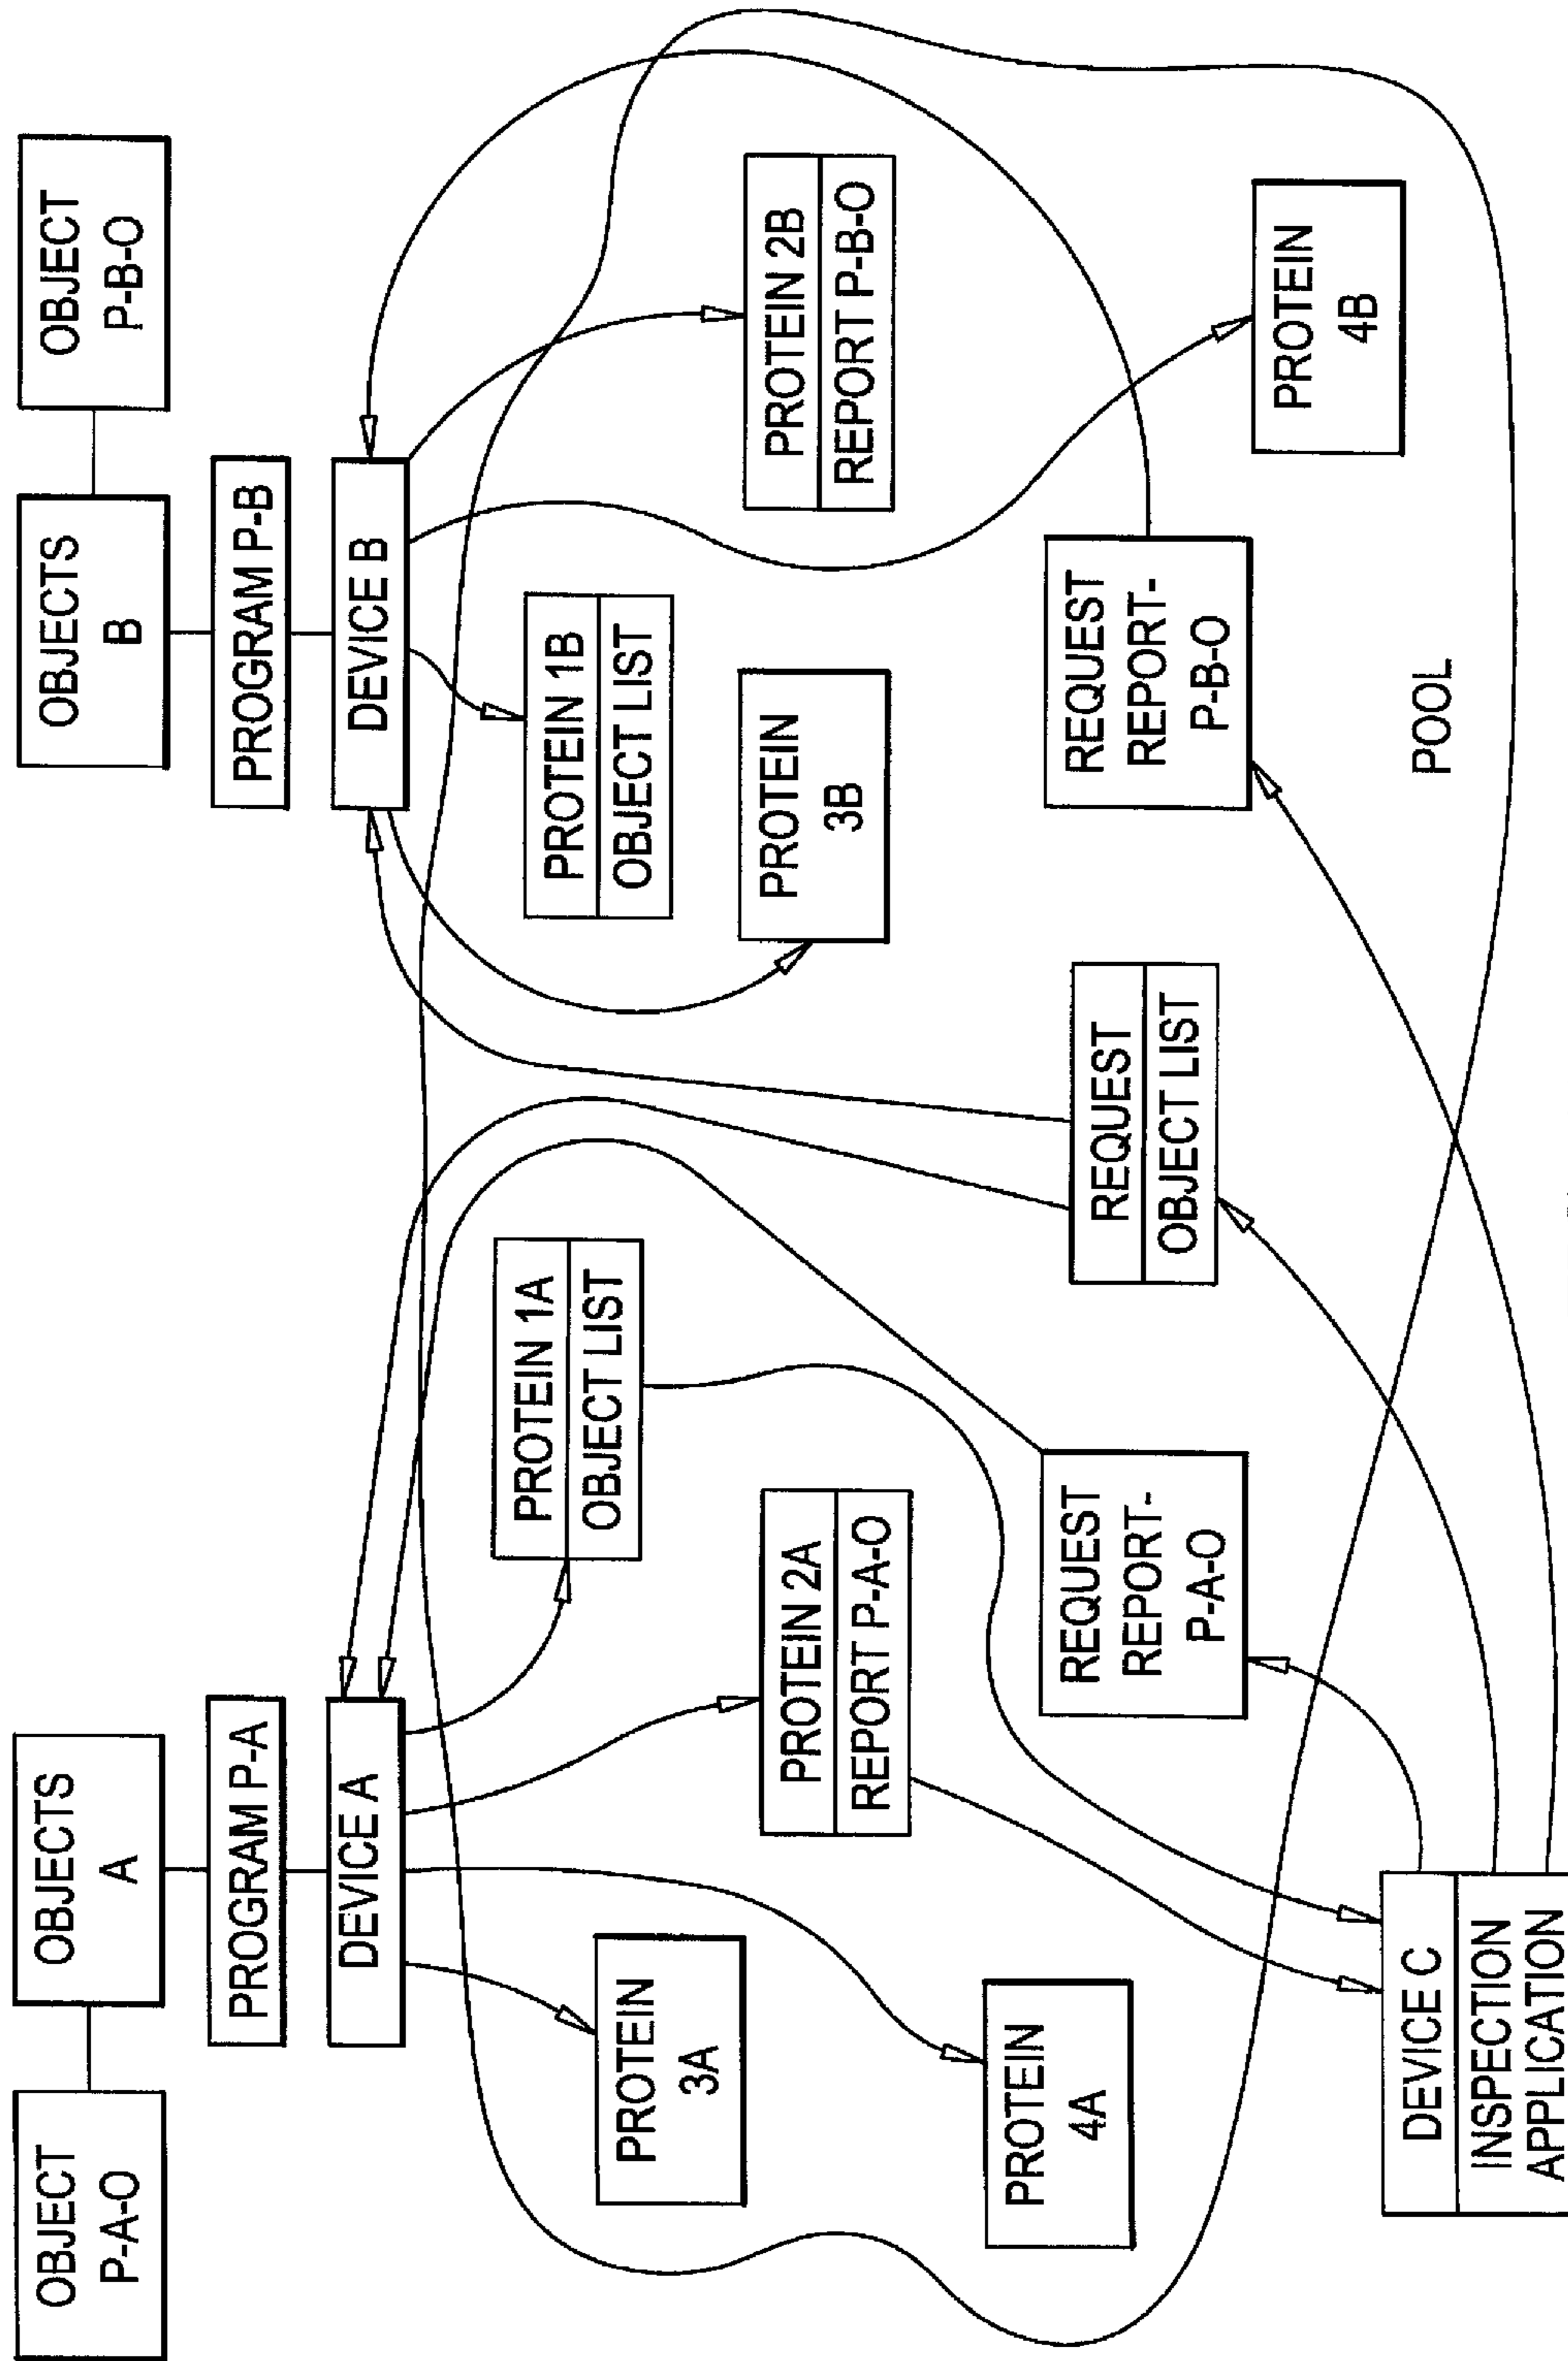 OBJECT
P-A-O
OBJECTS
A
PROGRAM P-A
DEVICE A
OBJECTS
B
OBJECT
P-B-O
PROGRAM P-B
DEVICE B
PROTEIN
3A
PROTEIN 1A
OBJECT LIST
PROTEIN 1B
OBJECT LIST
PROTEIN 2A
REPORT P-A-O
PROTEIN
3B
PROTEIN 2B
REPORT P-B-O
PROTEIN
4A
REQUEST
REPORT-
P-A-O
REQUEST
OBJECT LIST
REQUEST
REPORT-
P-B-O
PROTEIN
4B
POOL
DEVICE C
INSPECTION
APPLICATION